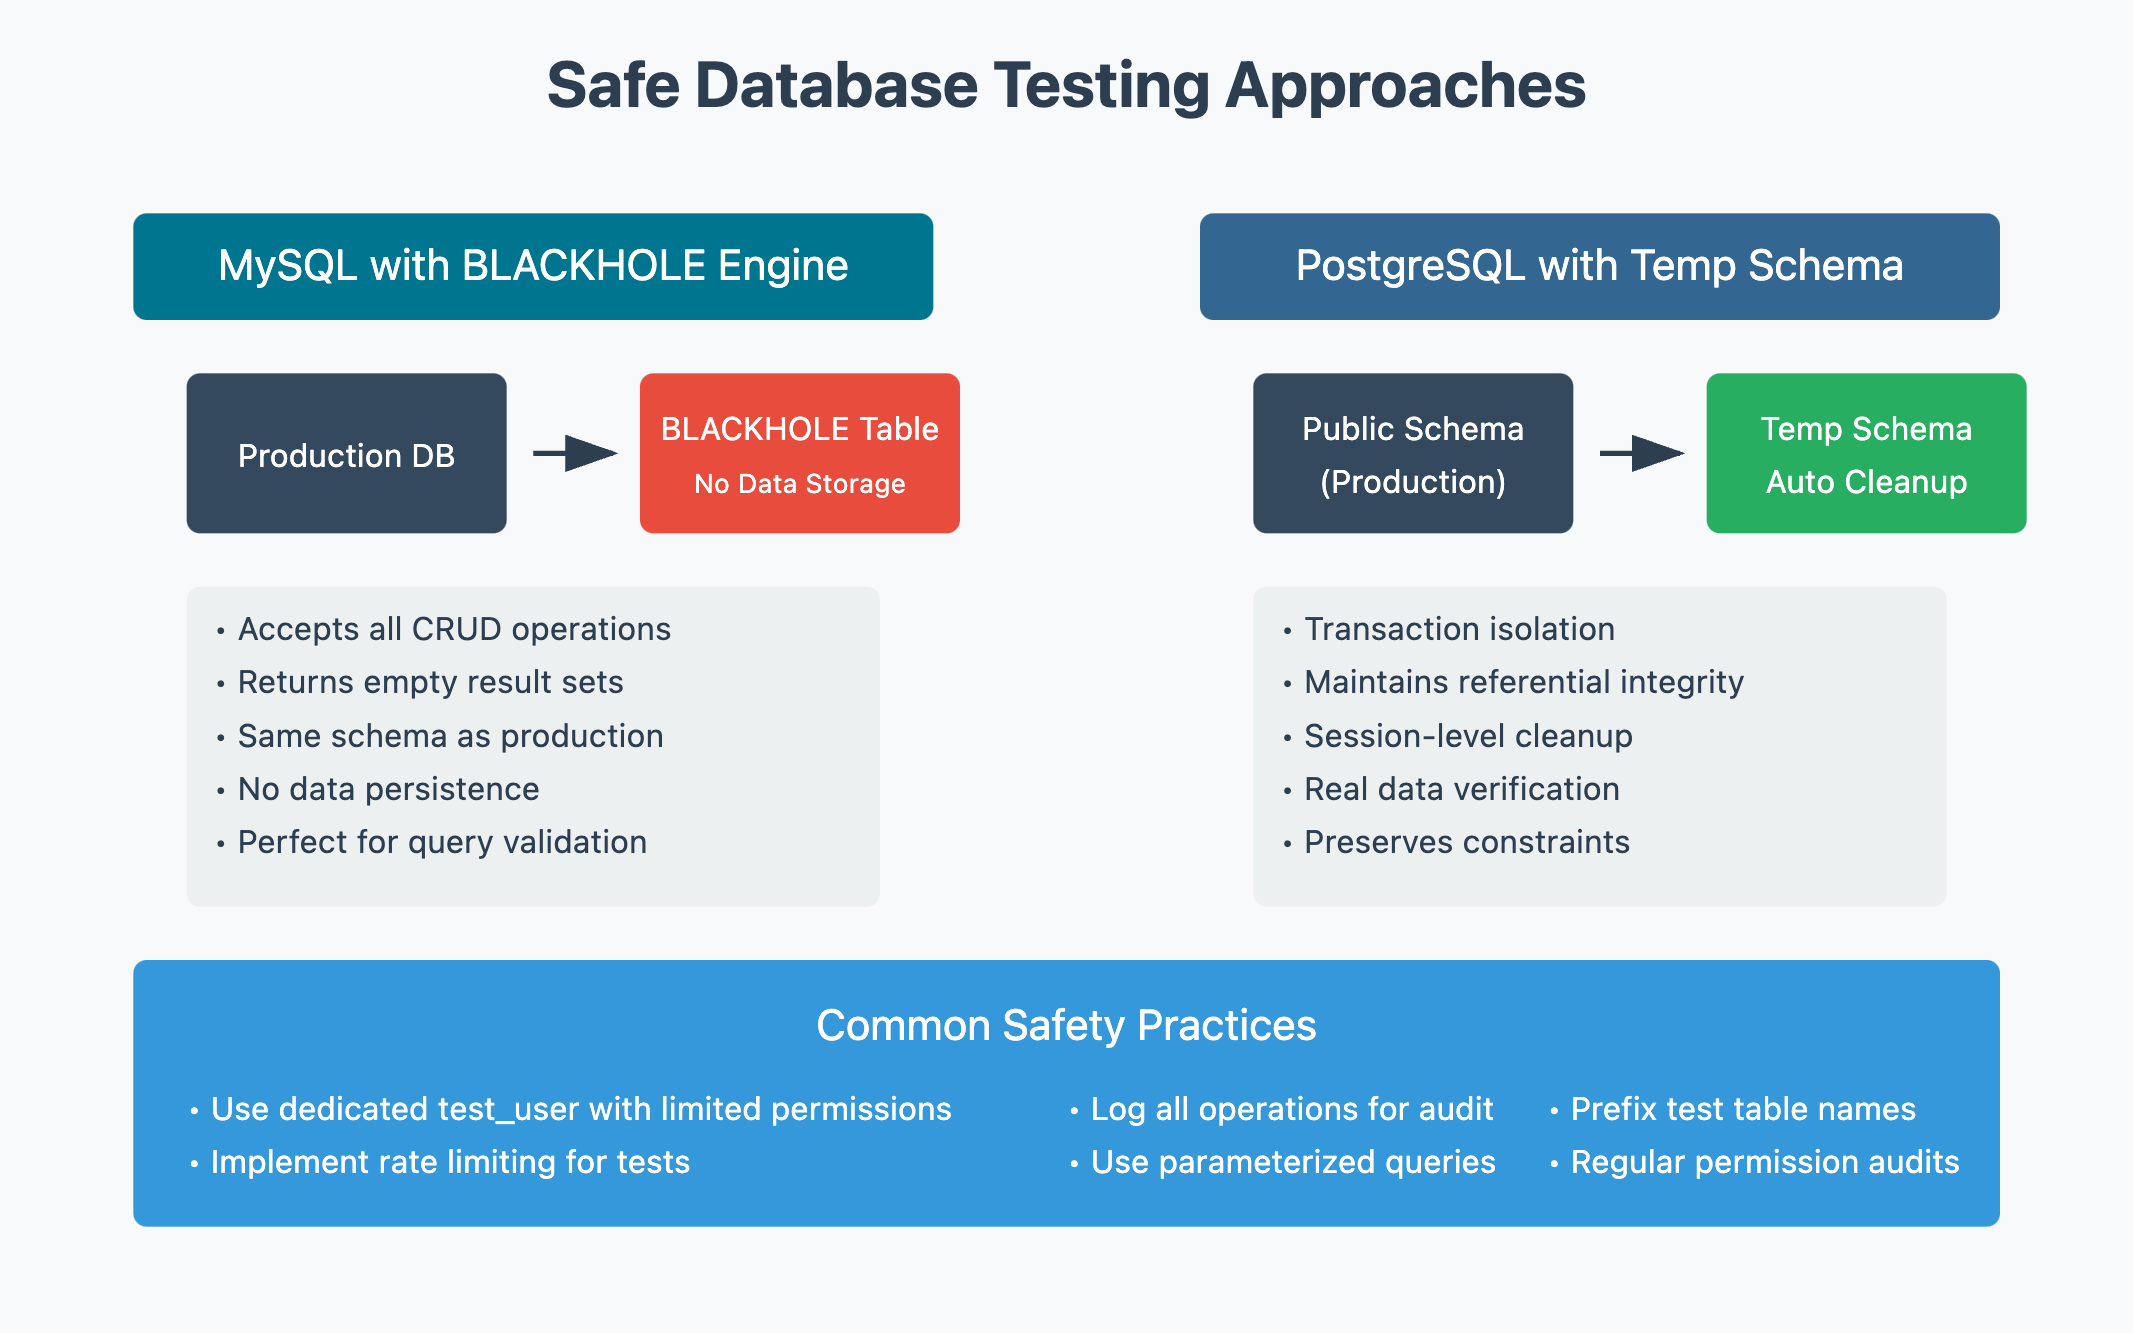 Safe Database Testing Approaches
MySQL with BLACKHOLE Engine
Production DB
BLACKHOLE Table
No Data Storage
• Accepts all CRUD operations
• Returns empty result sets
• Same schema as production
• No data persistence
• Perfect for query validation
PostgreSQL with Temp Schema
Public Schema
(Production)
Temp Schema
Auto Cleanup
• Transaction isolation
• Maintains referential integrity
• Session-level cleanup
• Real data verification
• Preserves constraints
Common Safety Practices
• Use dedicated test_user with limited permissions
• Implement rate limiting for tests
• Log all operations for audit
• Use parameterized queries
• Prefix test table names
• Regular permission audits